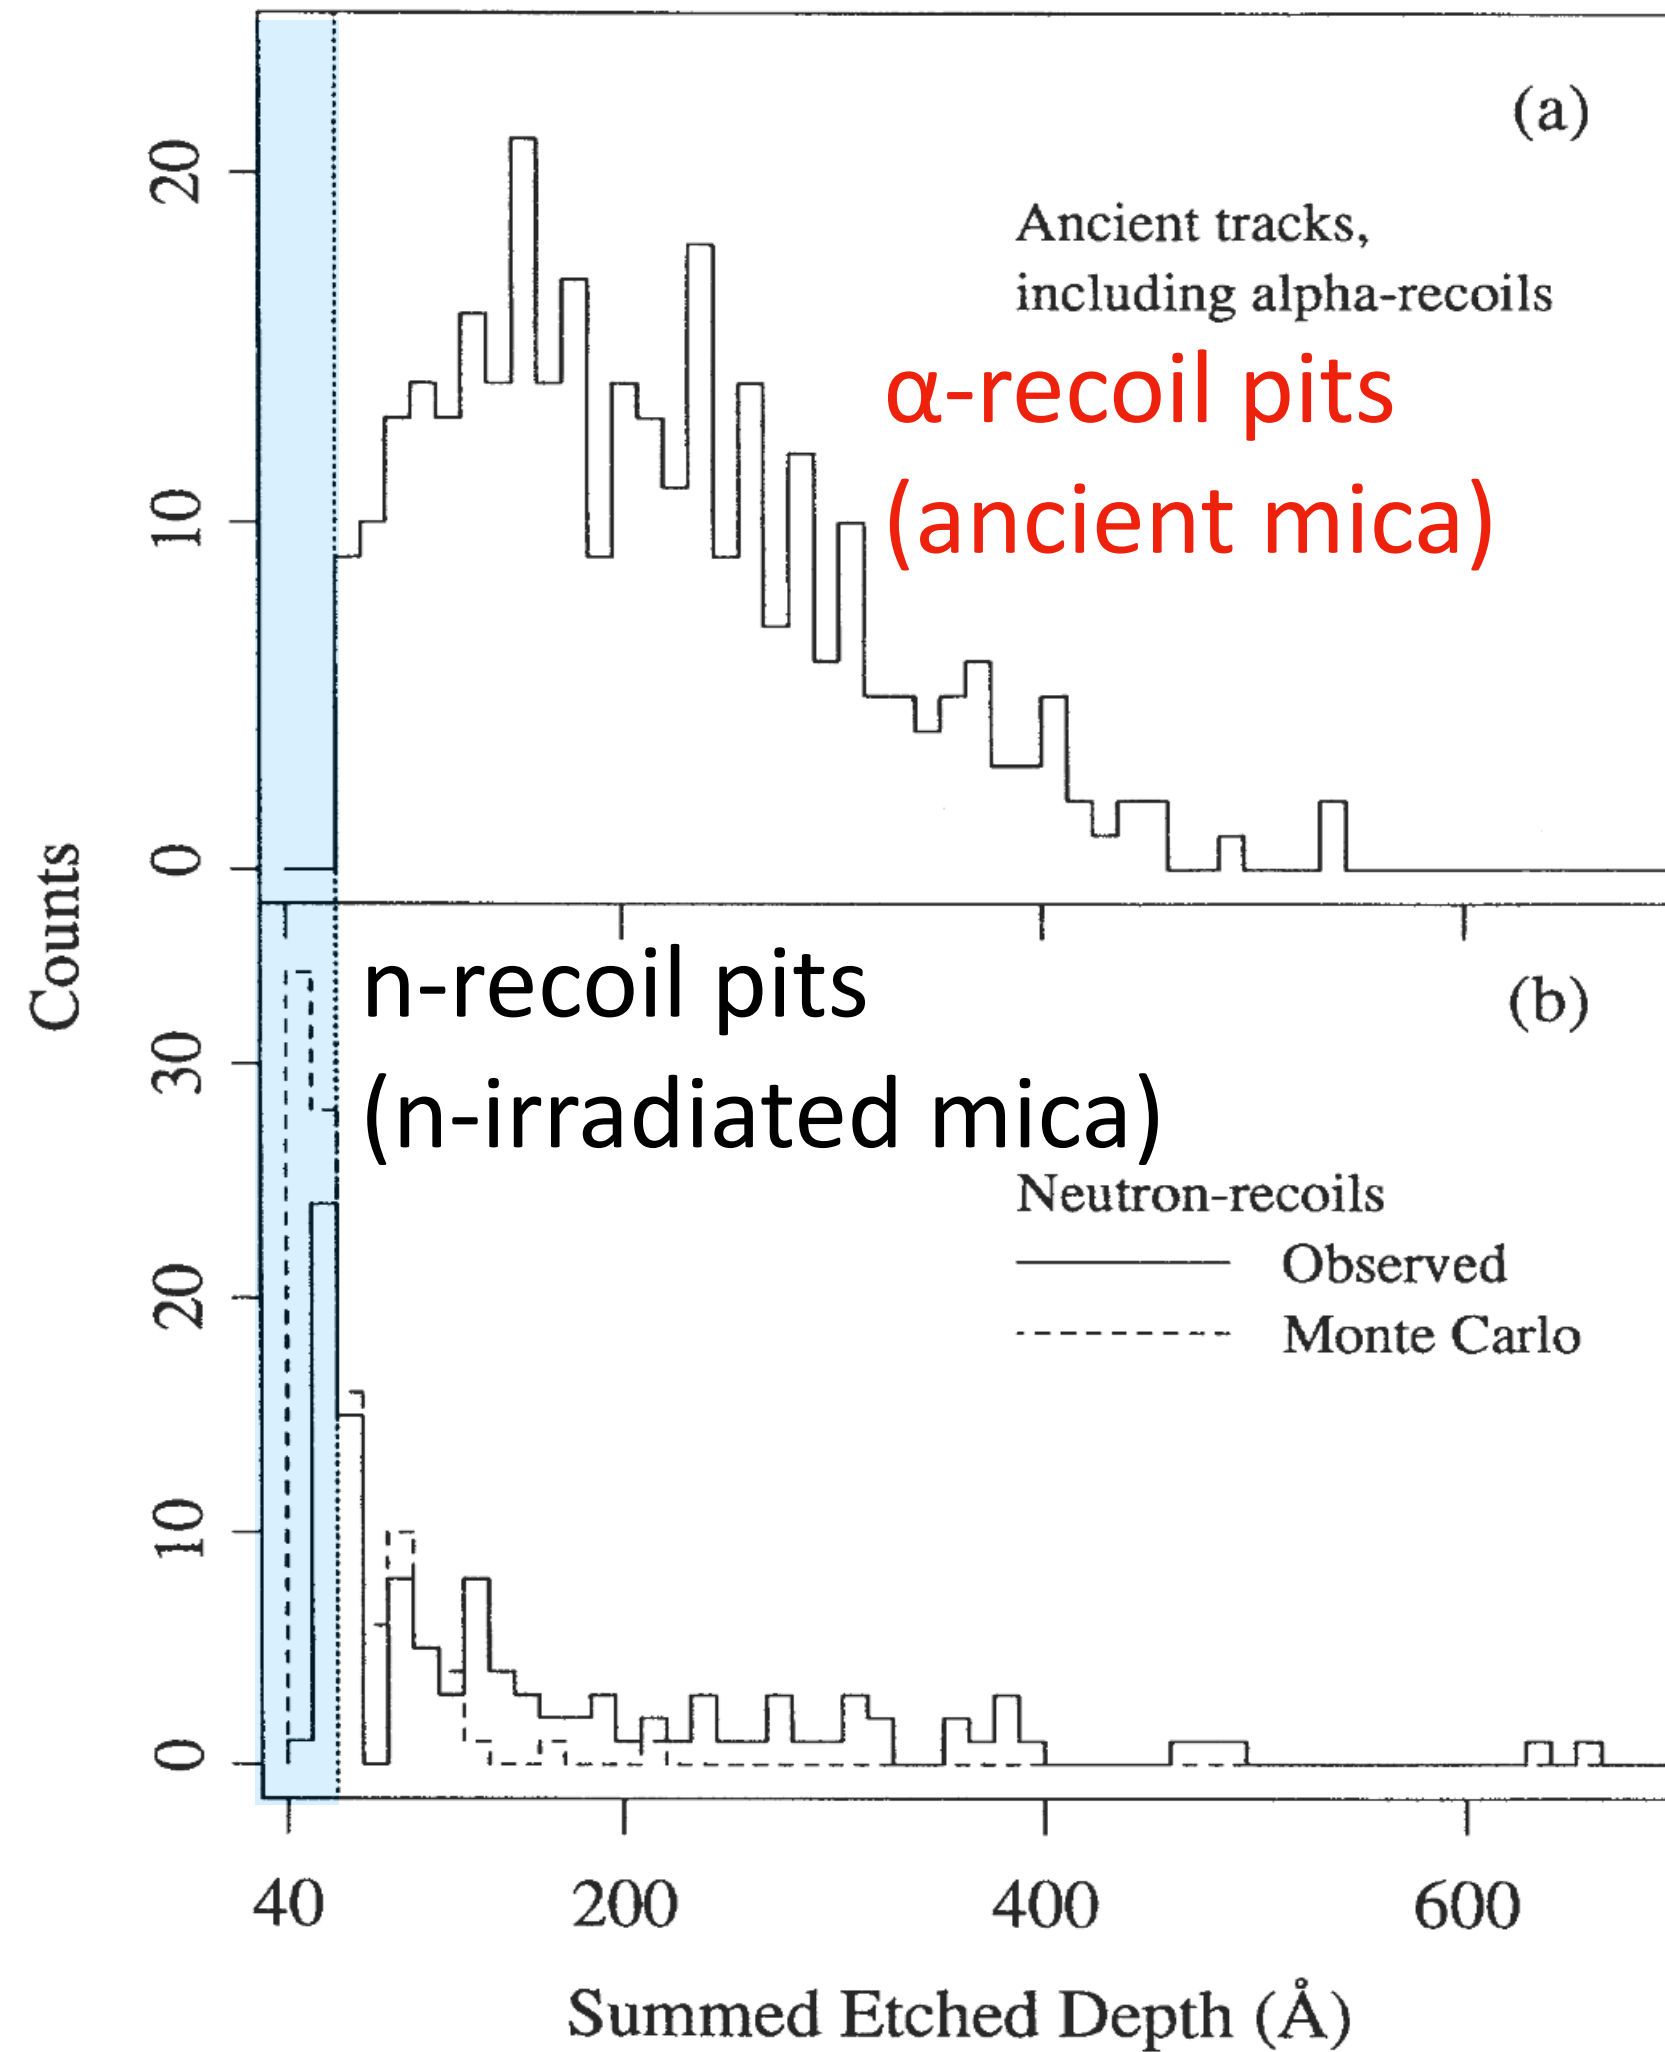 (a)
20
Ancient tracks,
including alpha-recoils
α-recoil pits
(ancient mica)
10
0
Counts
n-recoil pits
(n-irradiated mica)
(b)
30
Neutron-recoils
Observed
Monte Carlo
20
10
0
40 200 400 600
Summed Etched Depth (Å)